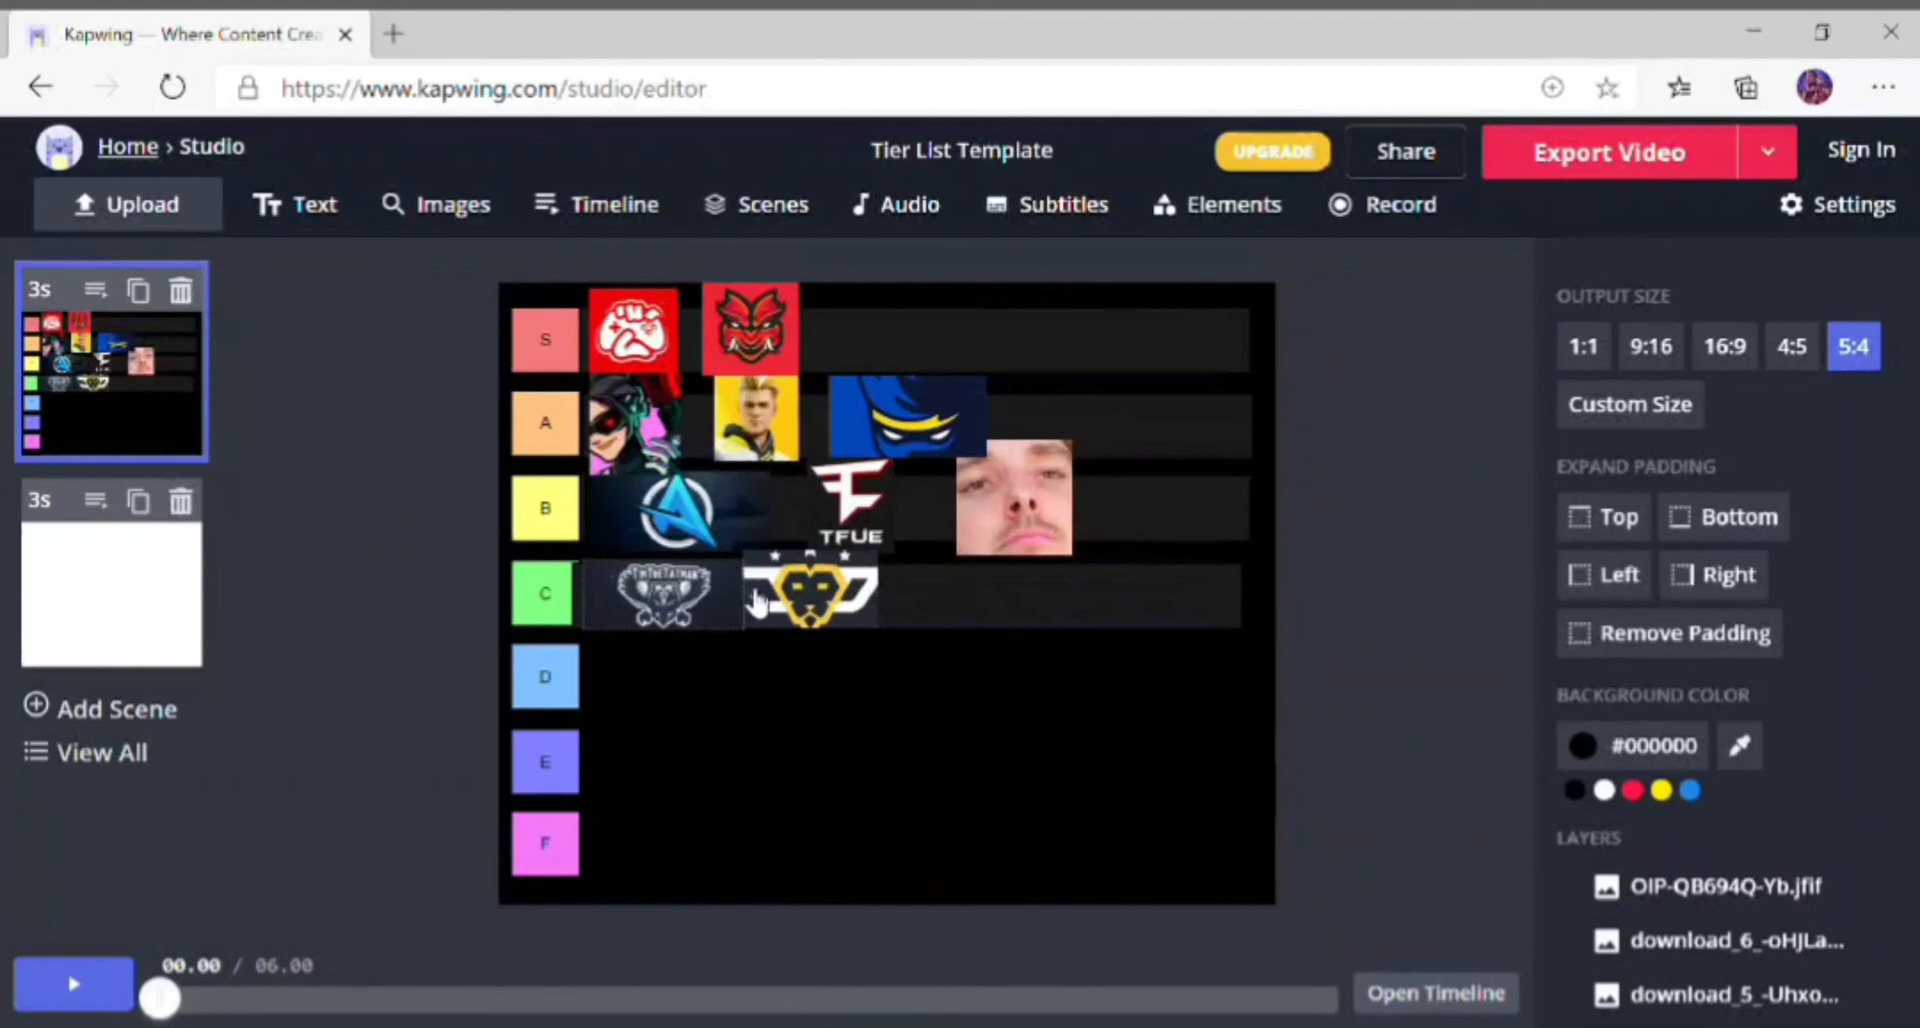 Kapwing — Where Content Crea
https://www.kapwing.com/studio/editor
Home › Studio
Tier List Template
UPGRADE
Share
Export Video
Sign In
Upload
Text
Images
Timeline
Scenes
Audio
Subtitles
Elements
Record
Settings
3s
3s
Add Scene
View All
S
A
B
TFUE
C
TIMTHETATMAN
D
E
F
OUTPUT SIZE
1:1
9:16
16:9
4:5
5:4
Custom Size
EXPAND PADDING
Top
Bottom
Left
Right
Remove Padding
BACKGROUND COLOR
#000000
LAYERS
OIP-QB694Q-Yb.jfif
download_6_-oHJLa...
download_5_-Uhxo...
00.00 / 06.00
Open Timeline